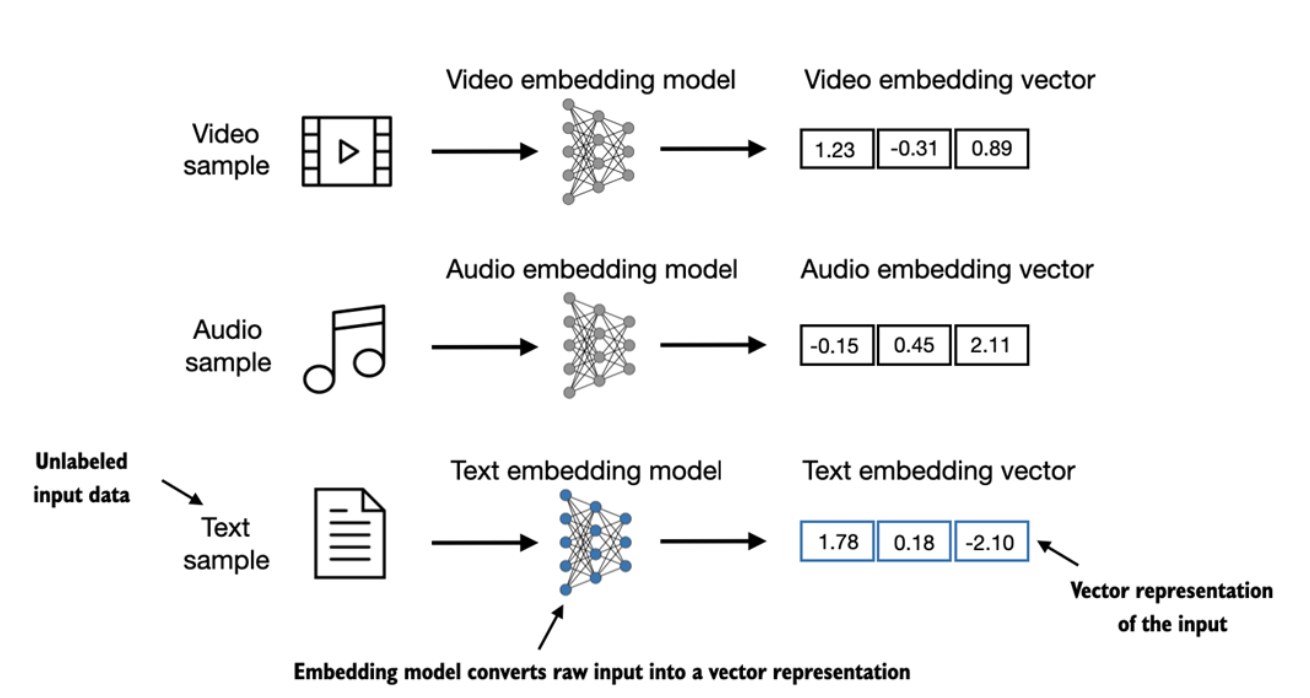 Video embedding model
Video embedding vector
Video
sample
1.23
-0.31
0.89
Audio embedding model
Audio embedding vector
Audio
sample
-0.15
0.45
2.11
Unlabeled
input data
Text embedding model
Text embedding vector
Text
sample
1.78
0.18
-2.10
Vector representation
of the input
Embedding model converts raw input into a vector representation